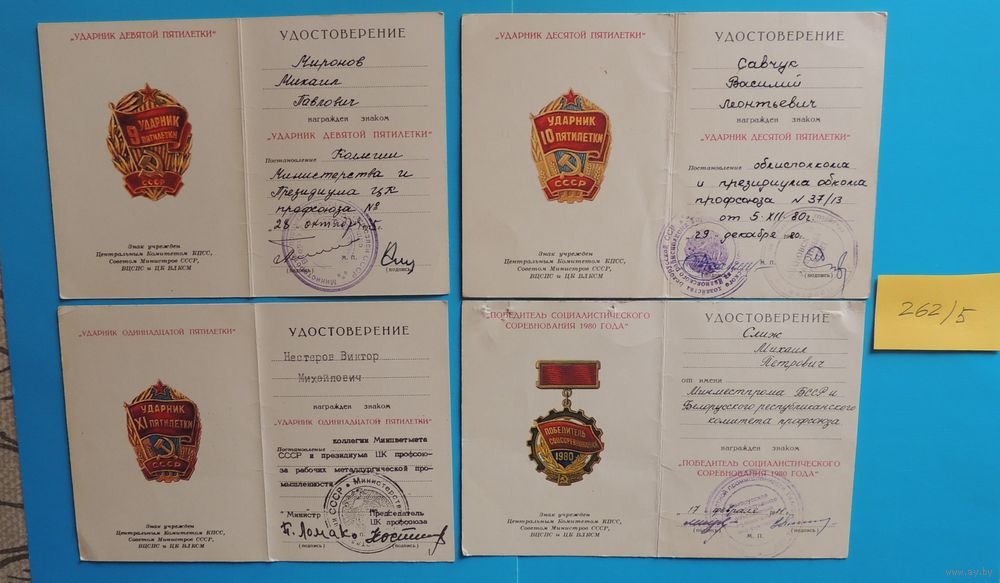 "УДАРНИК ДЕВЯТОЙ ПЯТИЛЕТКИ"
9 УДАРНИК
ПЯТИЛЕТКИ
СССР
Знак учрежден
Центральным Комитетом КПСС,
Советом Министров СССР,
ВЦСПС и ЦК ВЛКСМ
УДОСТОВЕРЕНИЕ
Миронов
Михаил
Павлович
награжден знаком
"УДАРНИК ДЕВЯТОЙ ПЯТИЛЕТКИ"
Постановление Коллегии
Министерства и
Президиума ЦК
профсоюза №
"28" октября
М. П.
(подпись) (подпись)
"УДАРНИК ДЕСЯТОЙ ПЯТИЛЕТКИ"
УДАРНИК
10 ПЯТИЛЕТКИ
СССР
Знак учрежден
Центральным Комитетом КПСС,
Советом Министров СССР,
ВЦСПС и ЦК ВЛКСМ
УДОСТОВЕРЕНИЕ
Савчук
Василий
Леонтьевич
награжден знаком
"УДАРНИК ДЕСЯТОЙ ПЯТИЛЕТКИ"
Постановление облисполкома
и президиума обкома
профсоюза N 37/13
от 5.XII.80г.
"29" декабря 80г.
М. П.
(подпись)
"УДАРНИК ОДИННАДЦАТОЙ ПЯТИЛЕТКИ"
УДАРНИК
XI ПЯТИЛЕТКИ
СССР
Знак учрежден
Центральным Комитетом КПСС,
Советом Министров СССР,
ВЦСПС и ЦК ВЛКСМ
УДОСТОВЕРЕНИЕ
Нестеров Виктор
Михайлович
награжден знаком
"УДАРНИК ОДИННАДЦАТОЙ ПЯТИЛЕТКИ"
Постановление коллегии Минцветмета
СССР и президиума ЦК профсою-
за рабочих металлургической про-
мышленности
Министр Председатель
ЦК профсоюза
П. Ломако
(подпись) (подпись)
"ПОБЕДИТЕЛЬ СОЦИАЛИСТИЧЕСКОГО
СОРЕВНОВАНИЯ 1980 ГОДА"
ПОБЕДИТЕЛЬ
СОЦСОРЕВНОВАНИЯ
1980
Знак учрежден
Центральным Комитетом КПСС,
Советом Министров СССР,
ВЦСПС и ЦК ВЛКСМ
УДОСТОВЕРЕНИЕ
Слиж
Михаил
Петрович
от имени
Минместпрома БССР и
Белорусского республиканского
комитета профсоюза
награжден знаком
"ПОБЕДИТЕЛЬ СОЦИАЛИСТИЧЕСКОГО
СОРЕВНОВАНИЯ 1980 ГОДА"
"17" февраля
М. П.
(подпись) (подпись)
262/5
www.ay.by